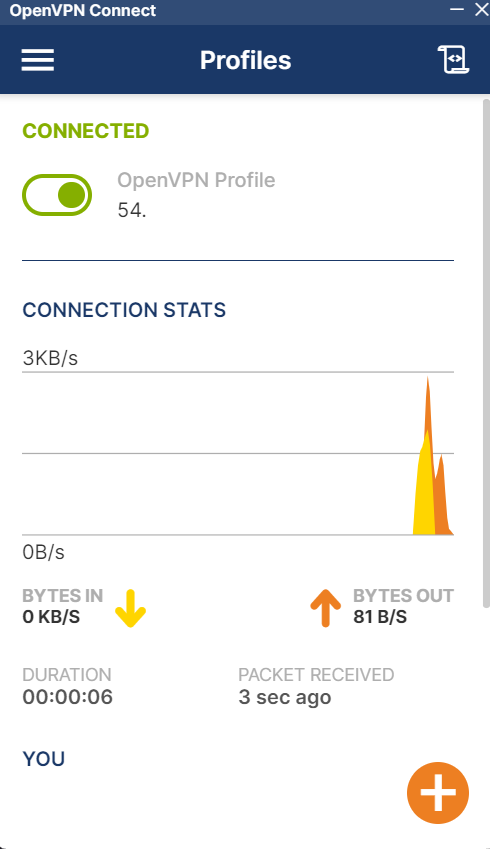 OpenVPN Connect
Profiles
CONNECTED
OpenVPN Profile
54.
CONNECTION STATS
3KB/s
0B/s
BYTES IN
0 KB/S
BYTES OUT
81 B/S
DURATION
00:00:06
PACKET RECEIVED
3 sec ago
YOU